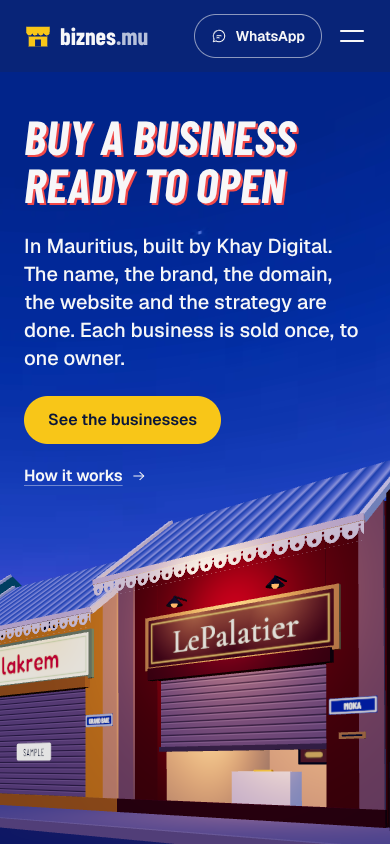 biznes.mu
WhatsApp
BUY A BUSINESS
READY TO OPEN
In Mauritius, built by Khay Digital.
The name, the brand, the domain,
the website and the strategy are
done. Each business is sold once, to
one owner.
See the businesses
How it works →
LePalatier
lakrem
MOKA
GRAND BAIE
SAMPLE